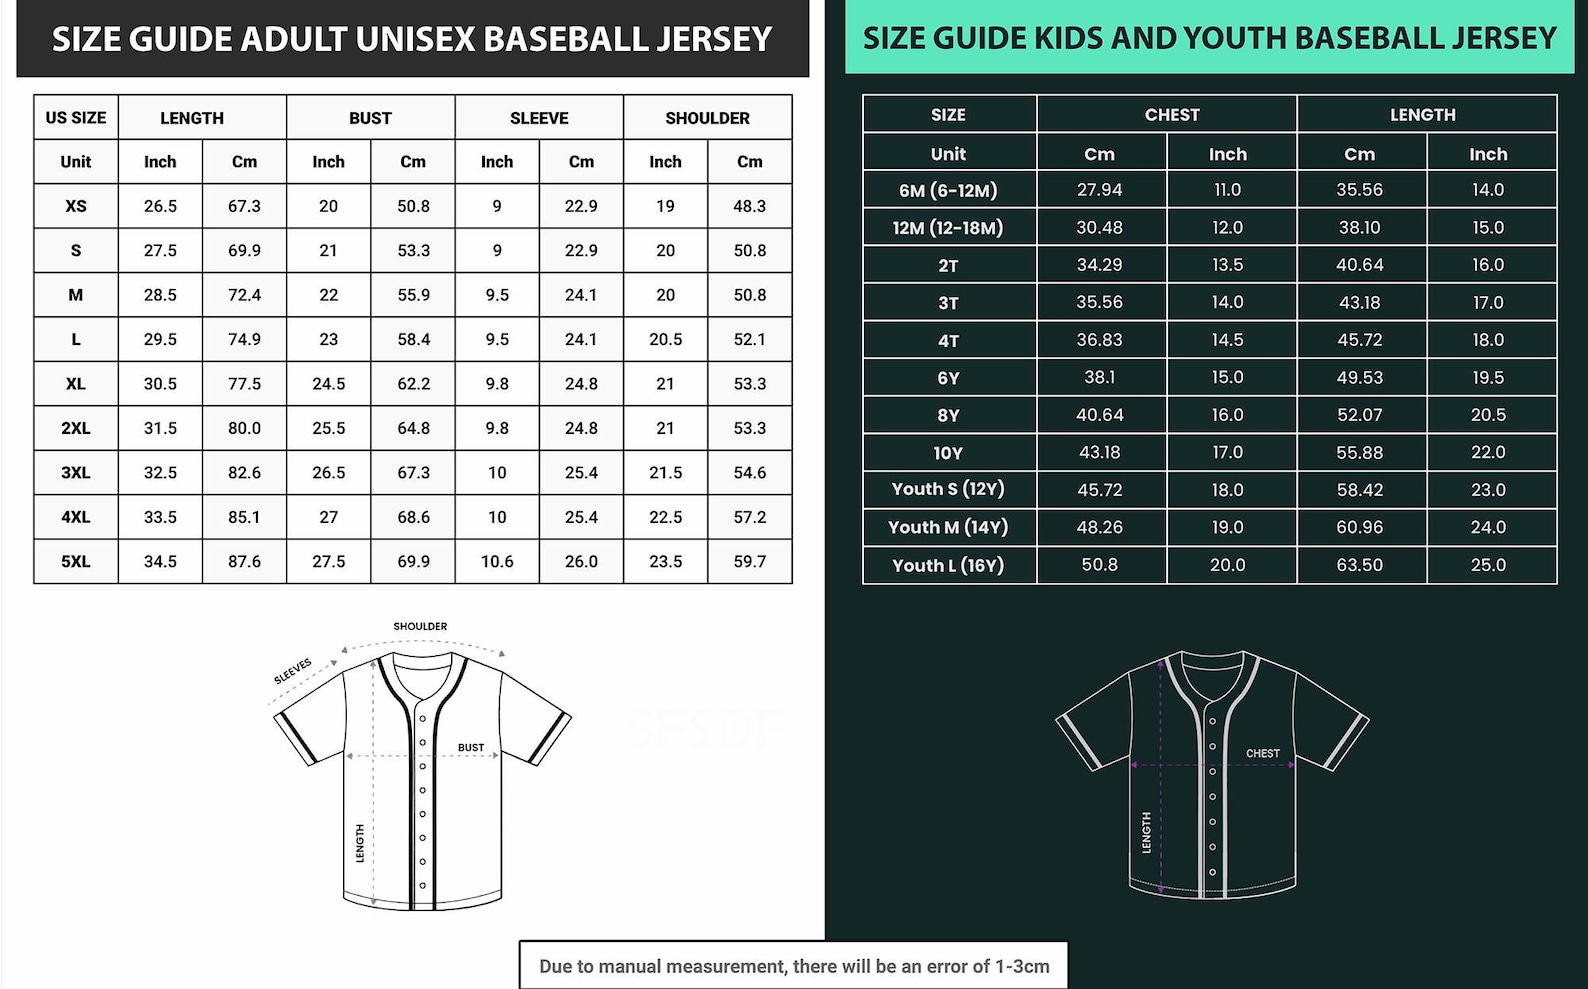 SIZE GUIDE ADULT UNISEX BASEBALL JERSEY
US SIZE LENGTH BUST SLEEVE SHOULDER
Unit Inch Cm Inch Cm Inch Cm Inch Cm
XS 26.5 67.3 20 50.8 9 22.9 19 48.3
S 27.5 69.9 21 53.3 9 22.9 20 50.8
M 28.5 72.4 22 55.9 9.5 24.1 20 50.8
L 29.5 74.9 23 58.4 9.5 24.1 20.5 52.1
XL 30.5 77.5 24.5 62.2 9.8 24.8 21 53.3
2XL 31.5 80.0 25.5 64.8 9.8 24.8 21 53.3
3XL 32.5 82.6 26.5 67.3 10 25.4 21.5 54.6
4XL 33.5 85.1 27 68.6 10 25.4 22.5 57.2
5XL 34.5 87.6 27.5 69.9 10.6 26.0 23.5 59.7
SHOULDER
SLEEVES
BUST
LENGTH
SIZE GUIDE KIDS AND YOUTH BASEBALL JERSEY
SIZE CHEST LENGTH
Unit Cm Inch Cm Inch
6M (6-12M) 27.94 11.0 35.56 14.0
12M (12-18M) 30.48 12.0 38.10 15.0
2T 34.29 13.5 40.64 16.0
3T 35.56 14.0 43.18 17.0
4T 36.83 14.5 45.72 18.0
6Y 38.1 15.0 49.53 19.5
8Y 40.64 16.0 52.07 20.5
10Y 43.18 17.0 55.88 22.0
Youth S (12Y) 45.72 18.0 58.42 23.0
Youth M (14Y) 48.26 19.0 60.96 24.0
Youth L (16Y) 50.8 20.0 63.50 25.0
CHEST
LENGTH
Due to manual measurement, there will be an error of 1-3cm